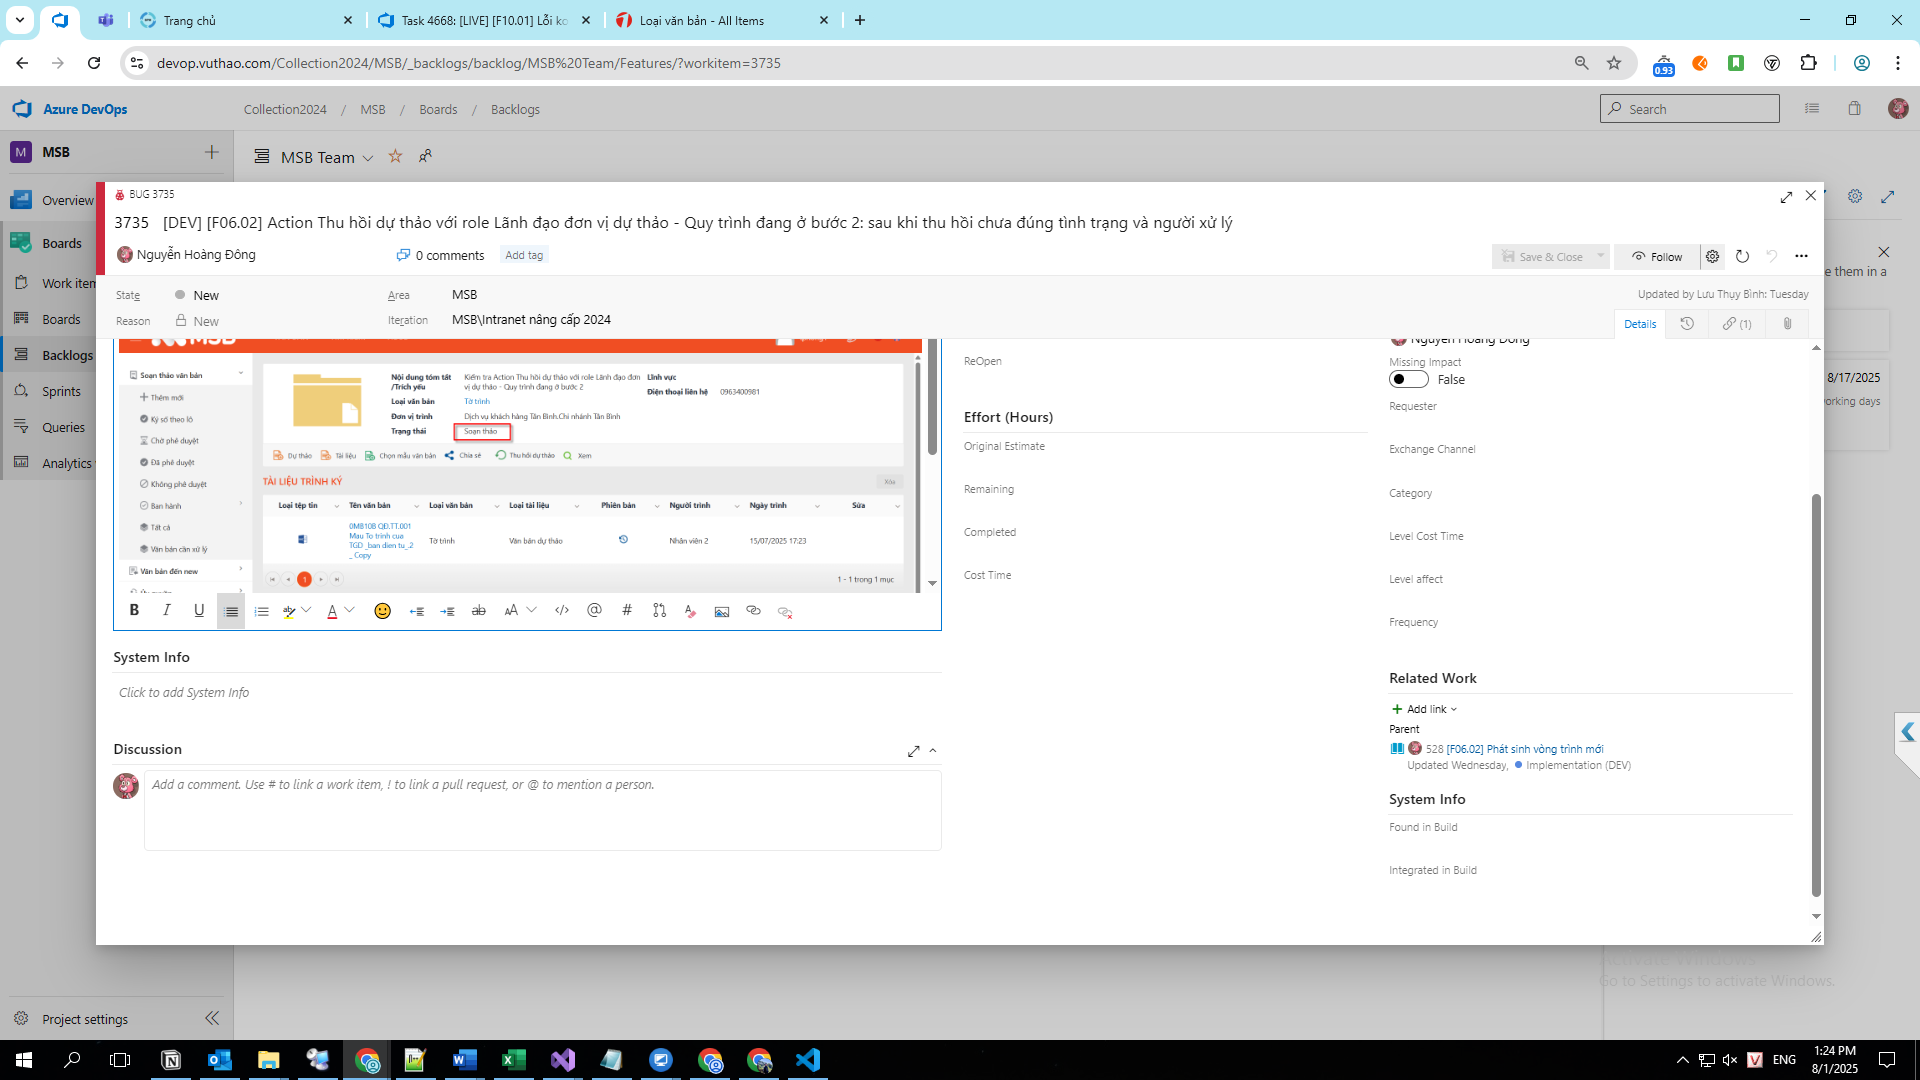 Trang chủ
Task 4668: [LIVE] [F10.01] Lỗi ko
Loại văn bản - All Items
devop.vuthao.com/Collection2024/MSB/_backlogs/backlog/MSB%20Team/Features/?workitem=3735
0.93
Azure DevOps
Collection2024 / MSB / Boards / Backlogs
Search
M MSB
MSB Team
Overview
Boards
Work item
Boards
Backlogs
Sprints
Queries
Analytics
Project settings
BUG 3735
3735 [DEV] [F06.02] Action Thu hồi dự thảo với role Lãnh đạo đơn vị dự thảo - Quy trình đang ở bước 2: sau khi thu hồi chưa đúng tình trạng và người xử lý
Nguyễn Hoàng Đông
0 comments
Add tag
Save & Close
Follow
State New
Area MSB
Updated by Lưu Thụy Bình: Tuesday
Reason New
Iteration MSB\Intranet nâng cấp 2024
Details
(1)
e them in a
8/17/2025
orking days
MSB
Soạn thảo văn bản
Thêm mới
Ký số theo lô
Chờ phê duyệt
Đã phê duyệt
Không phê duyệt
Ban hành
Tất cả
Văn bản cần xử lý
Văn bản đến new
Nội dung tóm tắt /Trích yếu
Kiểm tra Action Thu hồi dự thảo với role Lãnh đạo đơn vị dự thảo - Quy trình đang ở bước 2
Lĩnh vực
Điện thoại liên hệ 0963400981
Loại văn bản Tờ trình
Đơn vị trình Dịch vụ khách hàng Tân Bình.Chi nhánh Tân Bình
Trạng thái Soạn thảo
Dự thảo Tài liệu Chọn mẫu văn bản Chia sẻ Thu hồi dự thảo Xem
TÀI LIỆU TRÌNH KÝ
Xóa
Loại tệp tin Tên văn bản Loại văn bản Loại tài liệu Phiên bản Người trình Ngày trình Sửa
0MB10B QĐ.TT.001
Mau To trinh cua
TGD _ban dien tu_.2
_ Copy
Tờ trình
Văn bản dự thảo
Nhân viên 2
15/07/2025 17:23
1
1 - 1 trong 1 mục
System Info
Click to add System Info
Discussion
Add a comment. Use # to link a work item, ! to link a pull request, or @ to mention a person.
ReOpen
Effort (Hours)
Original Estimate
Remaining
Completed
Cost Time
Nguyễn Hoàng Đông
Missing Impact
False
Requester
Exchange Channel
Category
Level Cost Time
Level affect
Frequency
Related Work
Add link
Parent
528 [F06.02] Phát sinh vòng trình mới
Updated Wednesday, Implementation (DEV)
System Info
Found in Build
Integrated in Build
Activate Windows
Go to Settings to activate Windows.
ENG
1:24 PM
8/1/2025